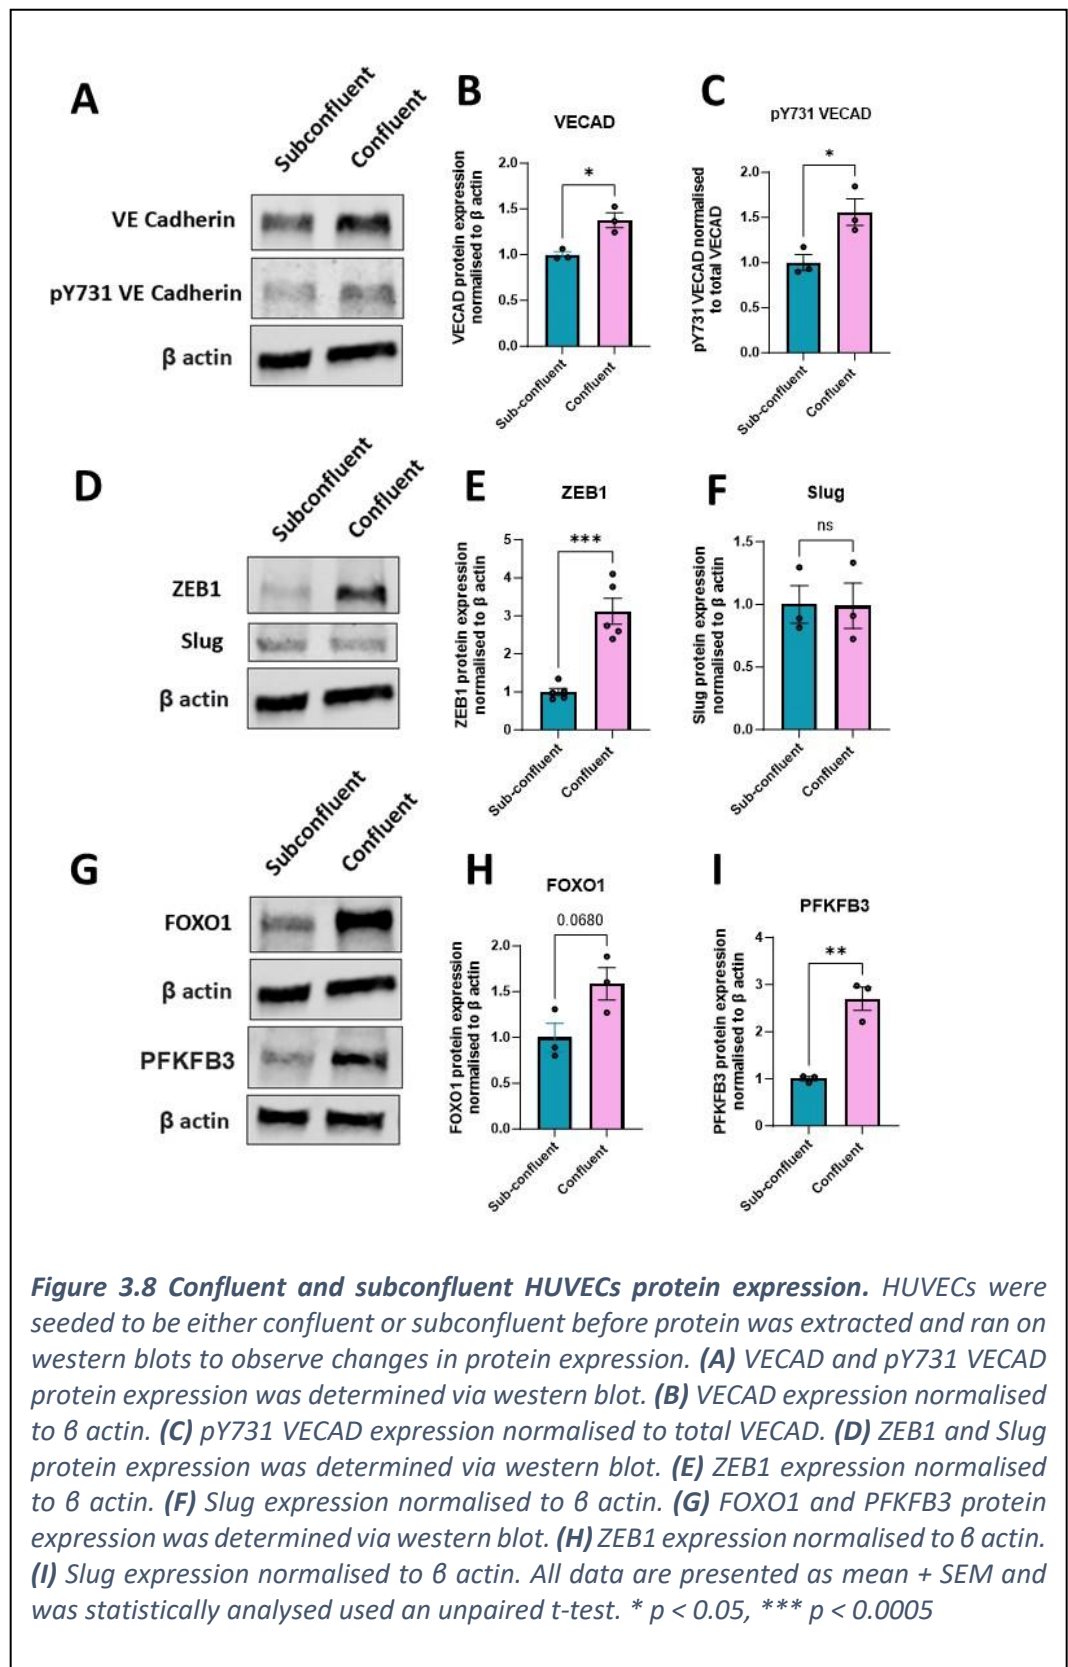 A
Subconfluent
Confluent
VE Cadherin
pY731 VE Cadherin
β actin
B
VECAD
*
VECAD protein expression
normalised to β actin
2.0
1.5
1.0
0.5
0.0
Sub-confluent
Confluent
C
pY731 VECAD
*
pY731 VECAD normalised
to total VECAD
2.0
1.5
1.0
0.5
0.0
Sub-confluent
Confluent
D
Subconfluent
Confluent
ZEB1
Slug
β actin
E
ZEB1
***
ZEB1 protein expression
normalised to β actin
5
4
3
2
1
0
Sub-confluent
Confluent
F
Slug
ns
Slug protein expression
normalised to β actin
1.5
1.0
0.5
0.0
Sub-confluent
Confluent
G
Subconfluent
Confluent
FOXO1
β actin
PFKFB3
β actin
H
FOXO1
0.0680
FOXO1 protein expression
normalised to β actin
2.0
1.5
1.0
0.5
0.0
Sub-confluent
Confluent
I
PFKFB3
**
PFKFB3 protein expression
normalised to β actin
4
3
2
1
0
Sub-confluent
Confluent
Figure 3.8 Confluent and subconfluent HUVECs protein expression. HUVECs were
seeded to be either confluent or subconfluent before protein was extracted and ran on
western blots to observe changes in protein expression. (A) VECAD and pY731 VECAD
protein expression was determined via western blot. (B) VECAD expression normalised
to β actin. (C) pY731 VECAD expression normalised to total VECAD. (D) ZEB1 and Slug
protein expression was determined via western blot. (E) ZEB1 expression normalised
to β actin. (F) Slug expression normalised to β actin. (G) FOXO1 and PFKFB3 protein
expression was determined via western blot. (H) ZEB1 expression normalised to β actin.
(I) Slug expression normalised to β actin. All data are presented as mean + SEM and
was statistically analysed used an unpaired t-test. * p < 0.05, *** p < 0.0005